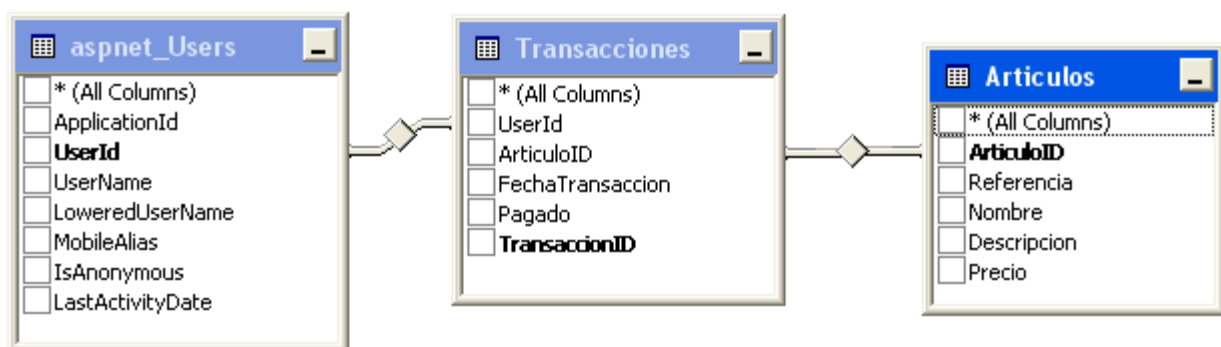 aspnet_Users
* (All Columns)
ApplicationId
UserId
UserName
LoweredUserName
MobileAlias
IsAnonymous
LastActivityDate
Transacciones
* (All Columns)
UserId
ArticuloID
FechaTransaccion
Pagado
TransaccionID
Articulos
* (All Columns)
ArticuloID
Referencia
Nombre
Descripcion
Precio